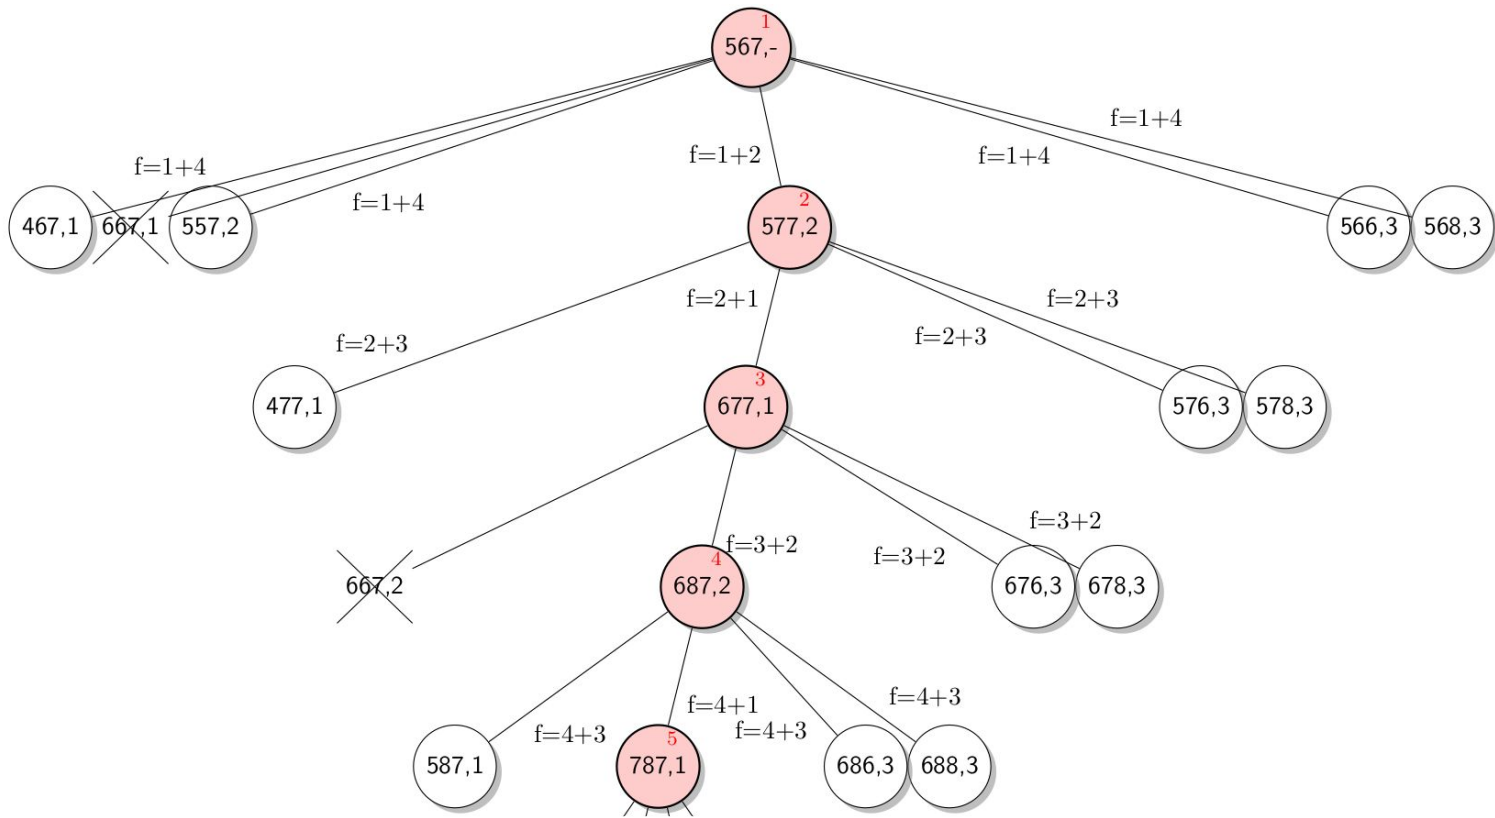 1
567,-
f=1+4
f=1+4
f=1+4
f=1+2
f=1+4
467,1
667,1
557,2
2
577,2
566,3
568,3
f=2+3
f=2+1
f=2+3
f=2+3
477,1
3
677,1
576,3
578,3
f=3+2
f=3+2
f=3+2
667,2
4
687,2
676,3
678,3
f=4+3
f=4+1
f=4+3
f=4+3
587,1
5
787,1
686,3
688,3